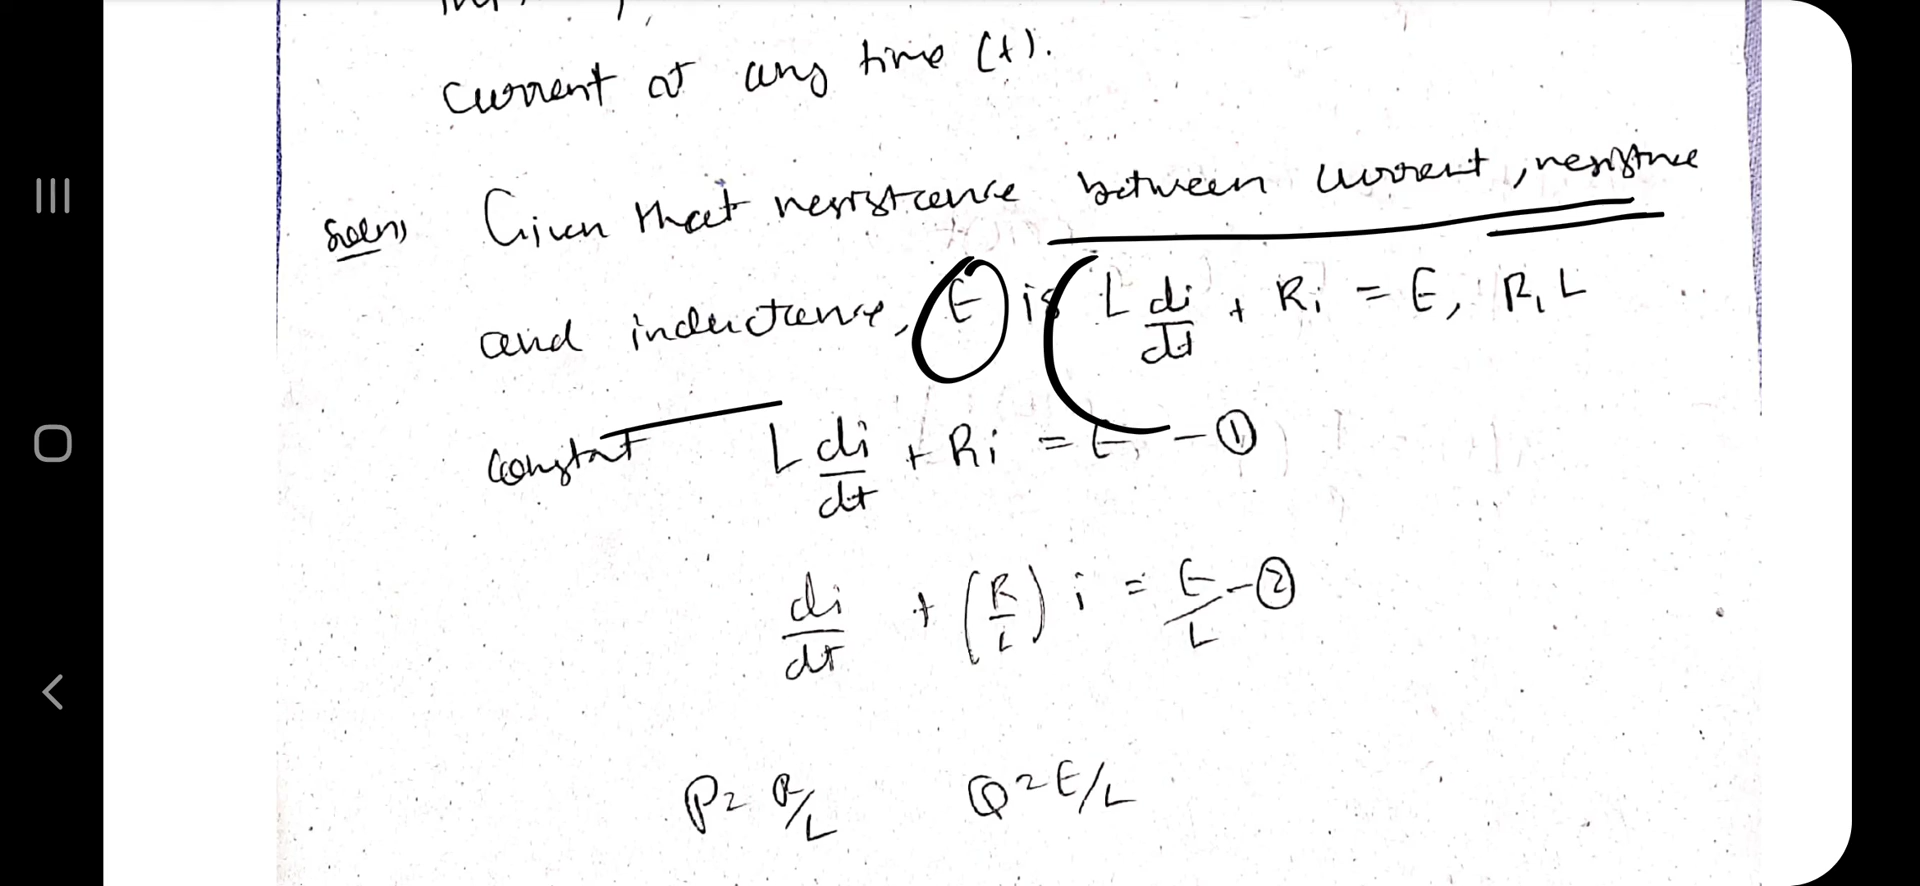 current at any time (t).
Soln, Given that resistance between current, resistance
and inductance, E is L di/dt + Ri = E, R, L
constat L di/dt + Ri = E, - ①
di/dt + (R/L) i = E/L - ②
P = R/L Q = E/L